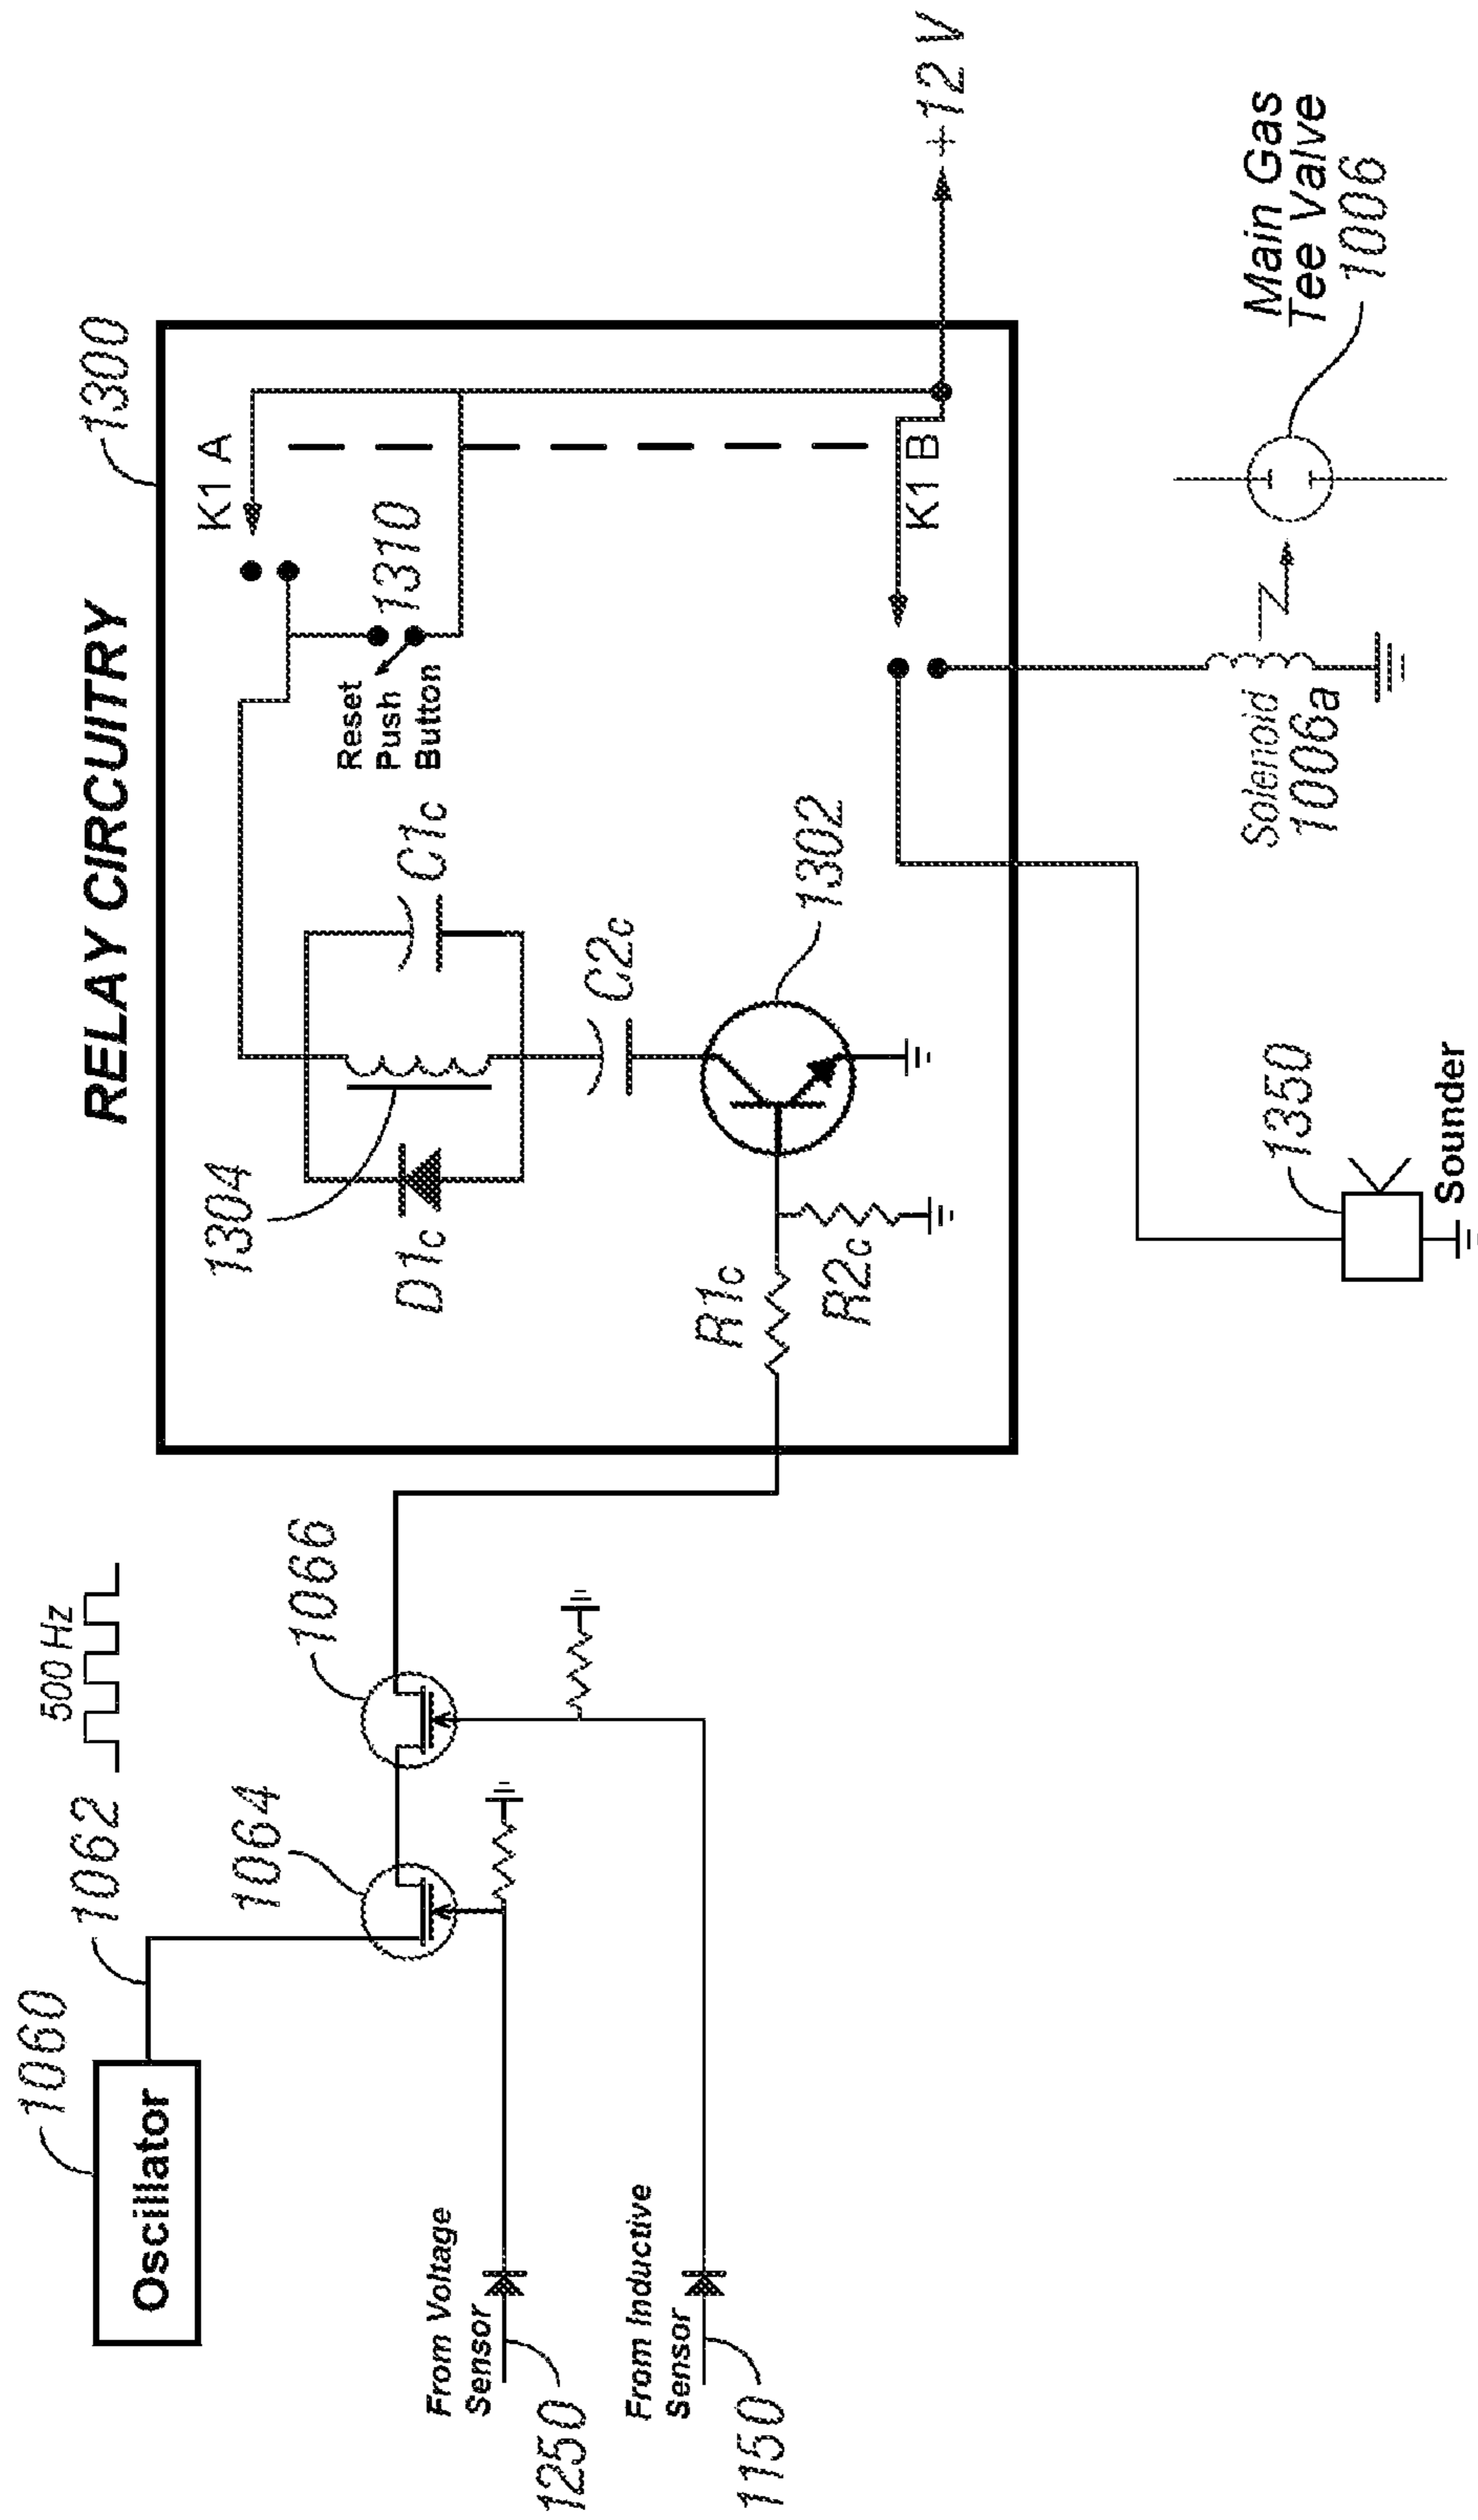 RELAY CIRCUITRY
1300
1060
Oscillator
1062
500 Hz
1064
1066
1304
D1c
C1c
K1 A
Reset
Push
Button
1310
C2c
R1c
R2c
1302
K1 B
+12 V
From Voltage
Sensor
1250
From Inductive
Sensor
1150
1350
Sounder
Solenoid
1006a
Main Gas
Tee Valve
1006